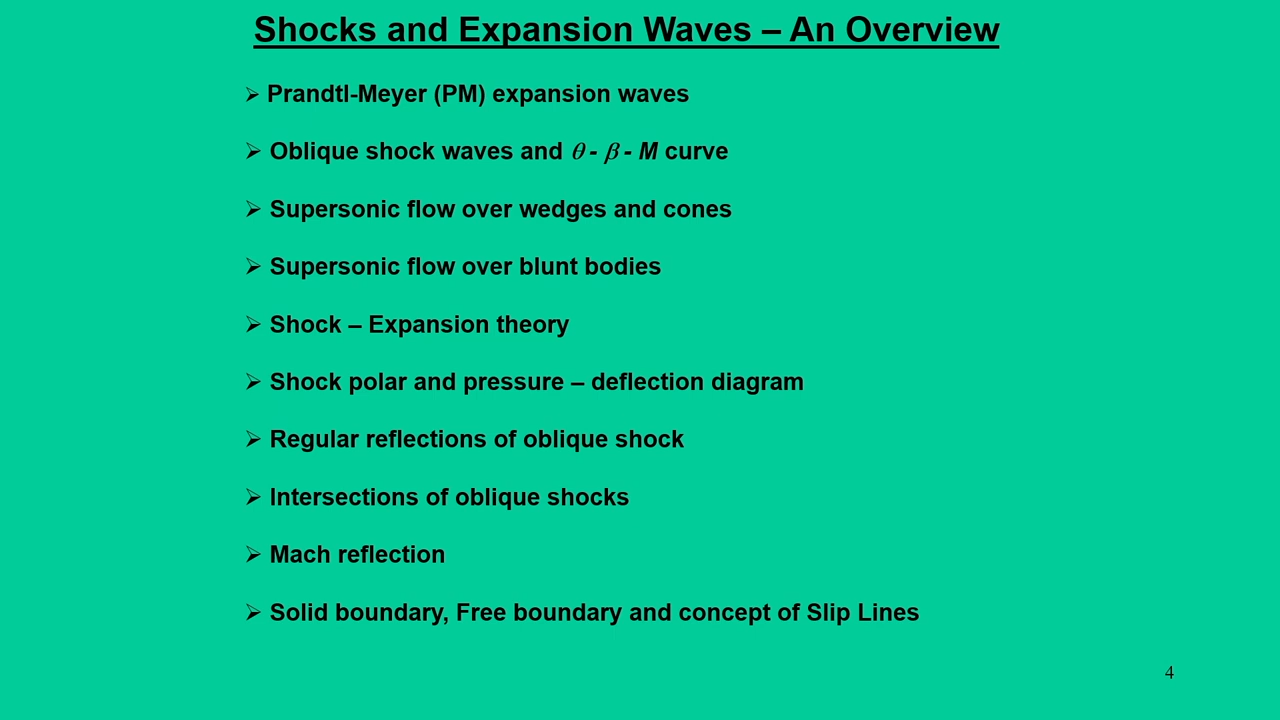 Shocks and Expansion Waves – An Overview
➢ Prandtl-Meyer (PM) expansion waves
➢ Oblique shock waves and θ - β - M curve
➢ Supersonic flow over wedges and cones
➢ Supersonic flow over blunt bodies
➢ Shock – Expansion theory
➢ Shock polar and pressure – deflection diagram
➢ Regular reflections of oblique shock
➢ Intersections of oblique shocks
➢ Mach reflection
➢ Solid boundary, Free boundary and concept of Slip Lines
4